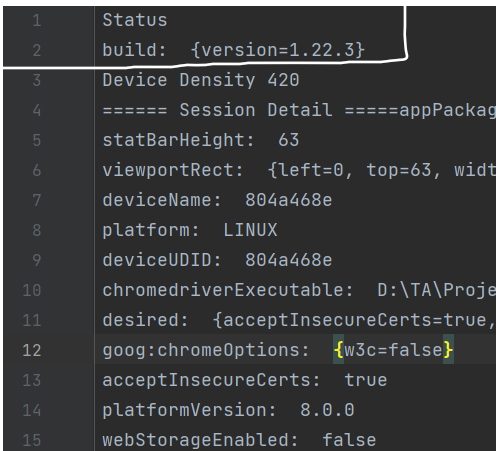 1 Status
2 build:  {version=1.22.3}
3 Device Density 420
4 ====== Session Detail =====appPackag
5 statBarHeight:  63
6 viewportRect:  {left=0, top=63, widt
7 deviceName:  804a468e
8 platform:  LINUX
9 deviceUDID:  804a468e
10 chromedriverExecutable:  D:\TA\Proje
11 desired:  {acceptInsecureCerts=true,
12 goog:chromeOptions:  {w3c=false}
13 acceptInsecureCerts:  true
14 platformVersion:  8.0.0
15 webStorageEnabled:  false